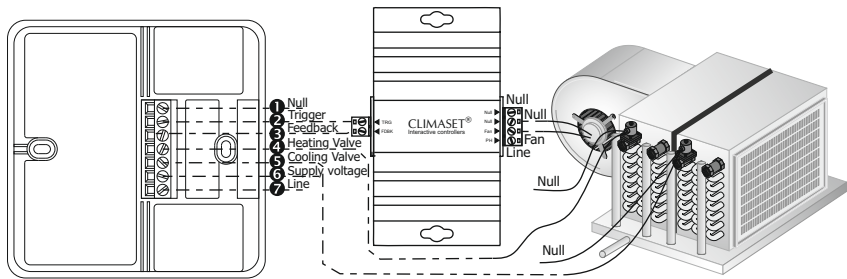 1 Null
2 Trigger
3 Feedback
4 Heating Valve
5 Cooling Valve
6 Supply voltage
7 Line
TRG
FDBK
CLIMASET®
Interactive controllers
Null
Null
Fan
PH
Null
Null
Fan
Line
Null
Null